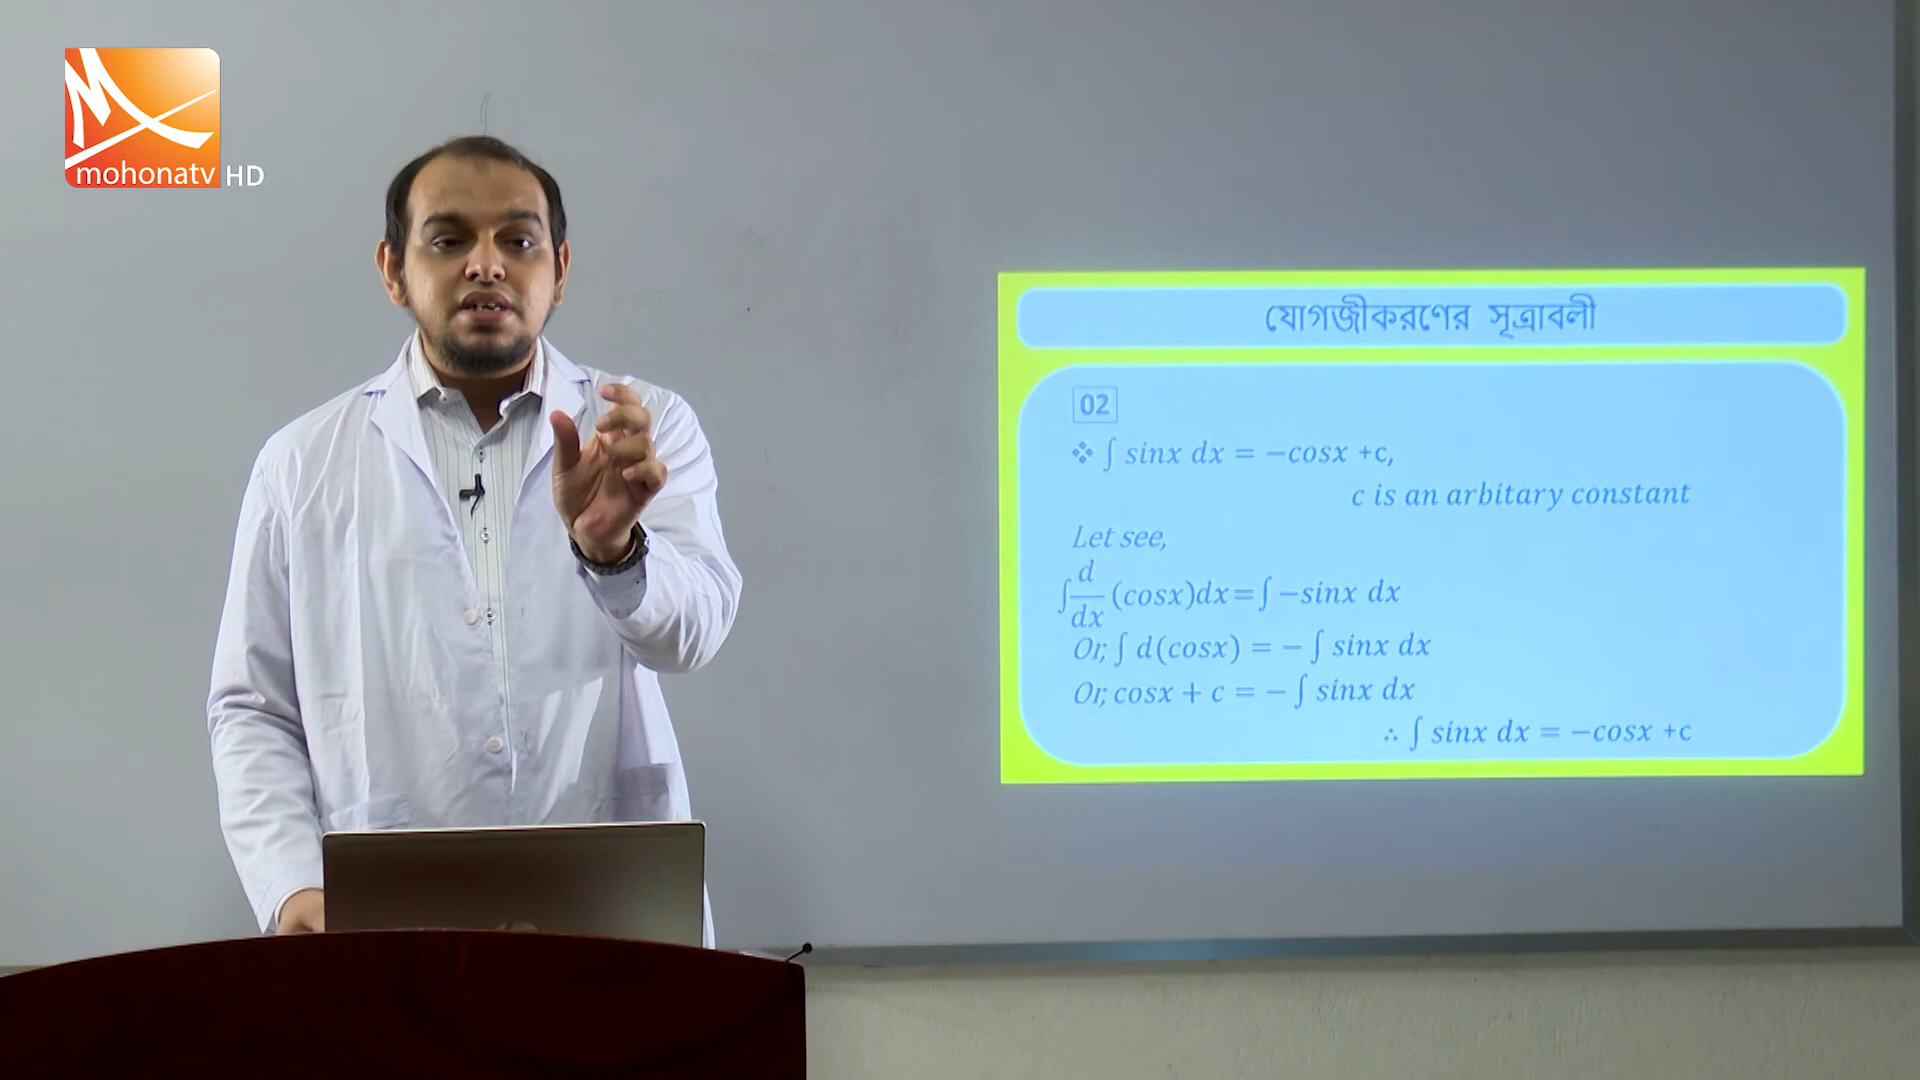 mohonatv HD
যোগজীকরণের সূত্রাবলী
02
❖ ∫ sinx dx = −cosx +c,
c is an arbitary constant
Let see,
∫ d/dx (cosx)dx=∫ −sinx dx
Or, ∫ d(cosx) = − ∫ sinx dx
Or, cosx + c = − ∫ sinx dx
∴ ∫ sinx dx = −cosx +c